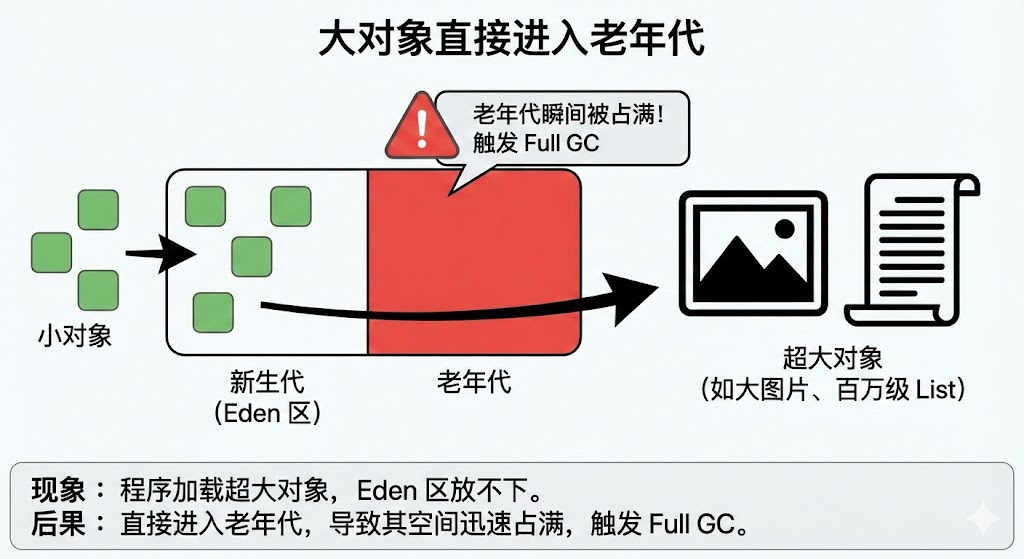 大对象直接进入老年代
老年代瞬间被占满！
触发 Full GC
小对象
新生代
（Eden 区）
老年代
超大对象
（如大图片、百万级 List）
现象： 程序加载超大对象，Eden 区放不下。
后果： 直接进入老年代，导致其空间迅速占满，触发 Full GC。